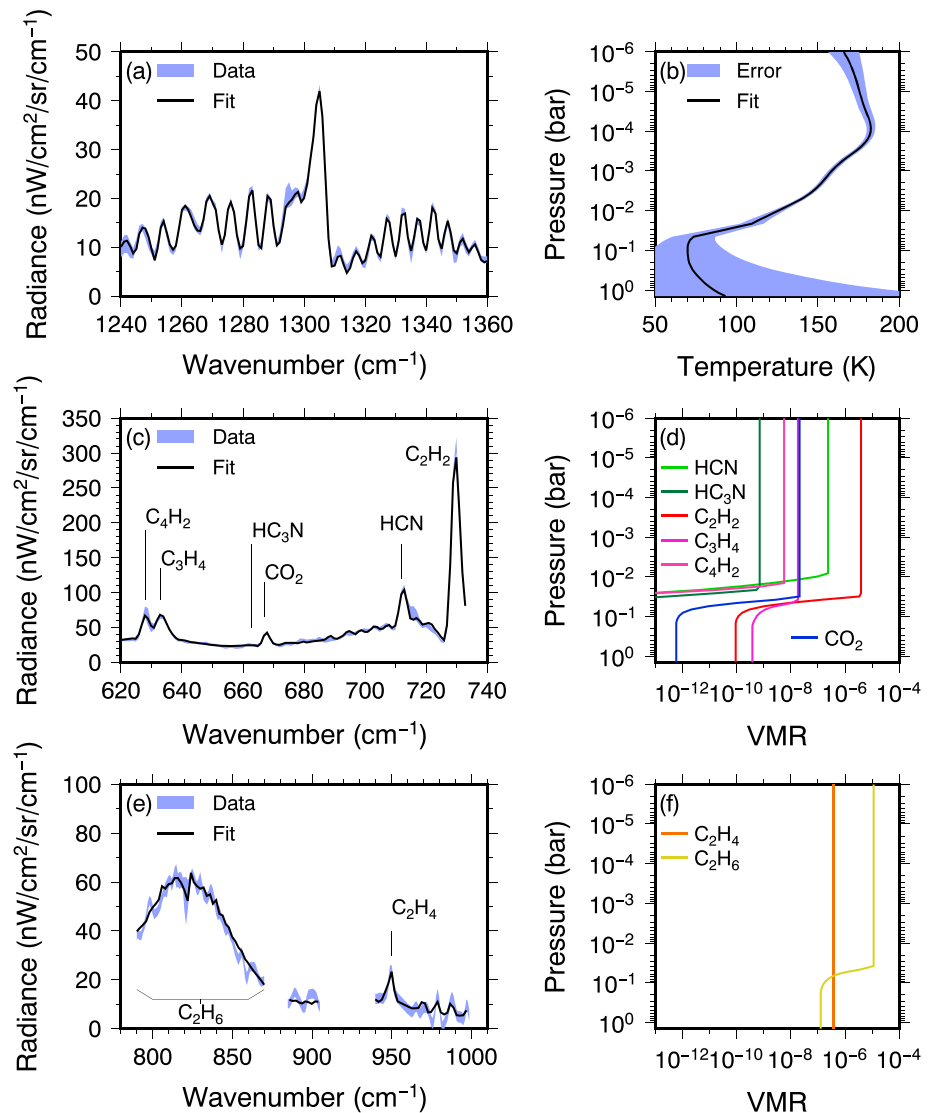 (a)
Data
Fit
Radiance (nW/cm²/sr/cm⁻¹)
50
40
30
20
10
0
1240 1260 1280 1300 1320 1340 1360
Wavenumber (cm⁻¹)
(b)
Error
Fit
Pressure (bar)
10⁻⁶
10⁻⁵
10⁻⁴
10⁻³
10⁻²
10⁻¹
10⁰
50 100 150 200
Temperature (K)
(c)
Data
Fit
Radiance (nW/cm²/sr/cm⁻¹)
350
300
250
200
150
100
50
0
C₂H₂
C₄H₂
C₃H₄
HC₃N
CO₂
HCN
620 640 660 680 700 720 740
Wavenumber (cm⁻¹)
(d)
HCN
HC₃N
C₂H₂
C₃H₄
C₄H₂
CO₂
Pressure (bar)
10⁻⁶
10⁻⁵
10⁻⁴
10⁻³
10⁻²
10⁻¹
10⁰
10⁻¹² 10⁻¹⁰ 10⁻⁸ 10⁻⁶ 10⁻⁴
VMR
(e)
Data
Fit
Radiance (nW/cm²/sr/cm⁻¹)
100
80
60
40
20
0
C₂H₄
C₂H₆
800 850 900 950 1000
Wavenumber (cm⁻¹)
(f)
C₂H₄
C₂H₆
Pressure (bar)
10⁻⁶
10⁻⁵
10⁻⁴
10⁻³
10⁻²
10⁻¹
10⁰
10⁻¹² 10⁻¹⁰ 10⁻⁸ 10⁻⁶ 10⁻⁴
VMR